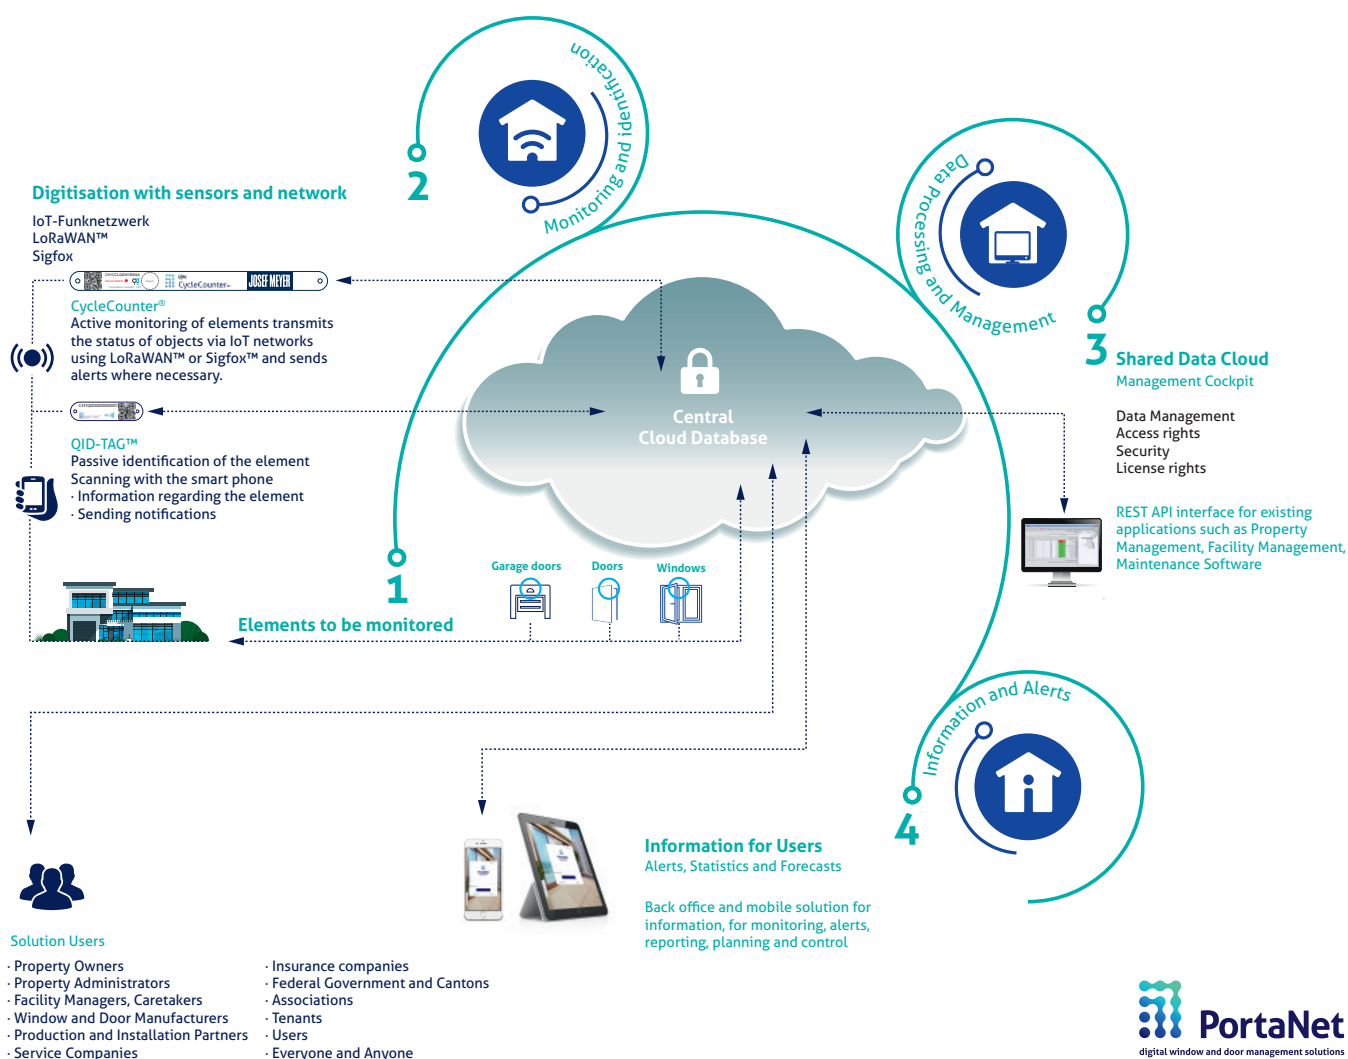 Monitoring and identification
2
Digitisation with sensors and network
IoT-Funknetzwerk
LoRaWAN™
Sigfox
CycleCounter™
JOSEF MEYER
CycleCounter®
Active monitoring of elements transmits
the status of objects via IoT networks
using LoRaWAN™ or Sigfox™ and sends
alerts where necessary.
QID-TAG™
Passive identification of the element
Scanning with the smart phone
· Information regarding the element
· Sending notifications
Central
Cloud Database
Data Processing and Management
3
Shared Data Cloud
Management Cockpit
Data Management
Access rights
Security
License rights
REST API interface for existing
applications such as Property
Management, Facility Management,
Maintenance Software
1
Elements to be monitored
Garage doors
Doors
Windows
Information and Alerts
4
Information for Users
Alerts, Statistics and Forecasts
Back office and mobile solution for
information, for monitoring, alerts,
reporting, planning and control
Solution Users
· Property Owners
· Property Administrators
· Facility Managers, Caretakers
· Window and Door Manufacturers
· Production and Installation Partners
· Service Companies
· Insurance companies
· Federal Government and Cantons
· Associations
· Tenants
· Users
· Everyone and Anyone
PortaNet
digital window and door management solutions